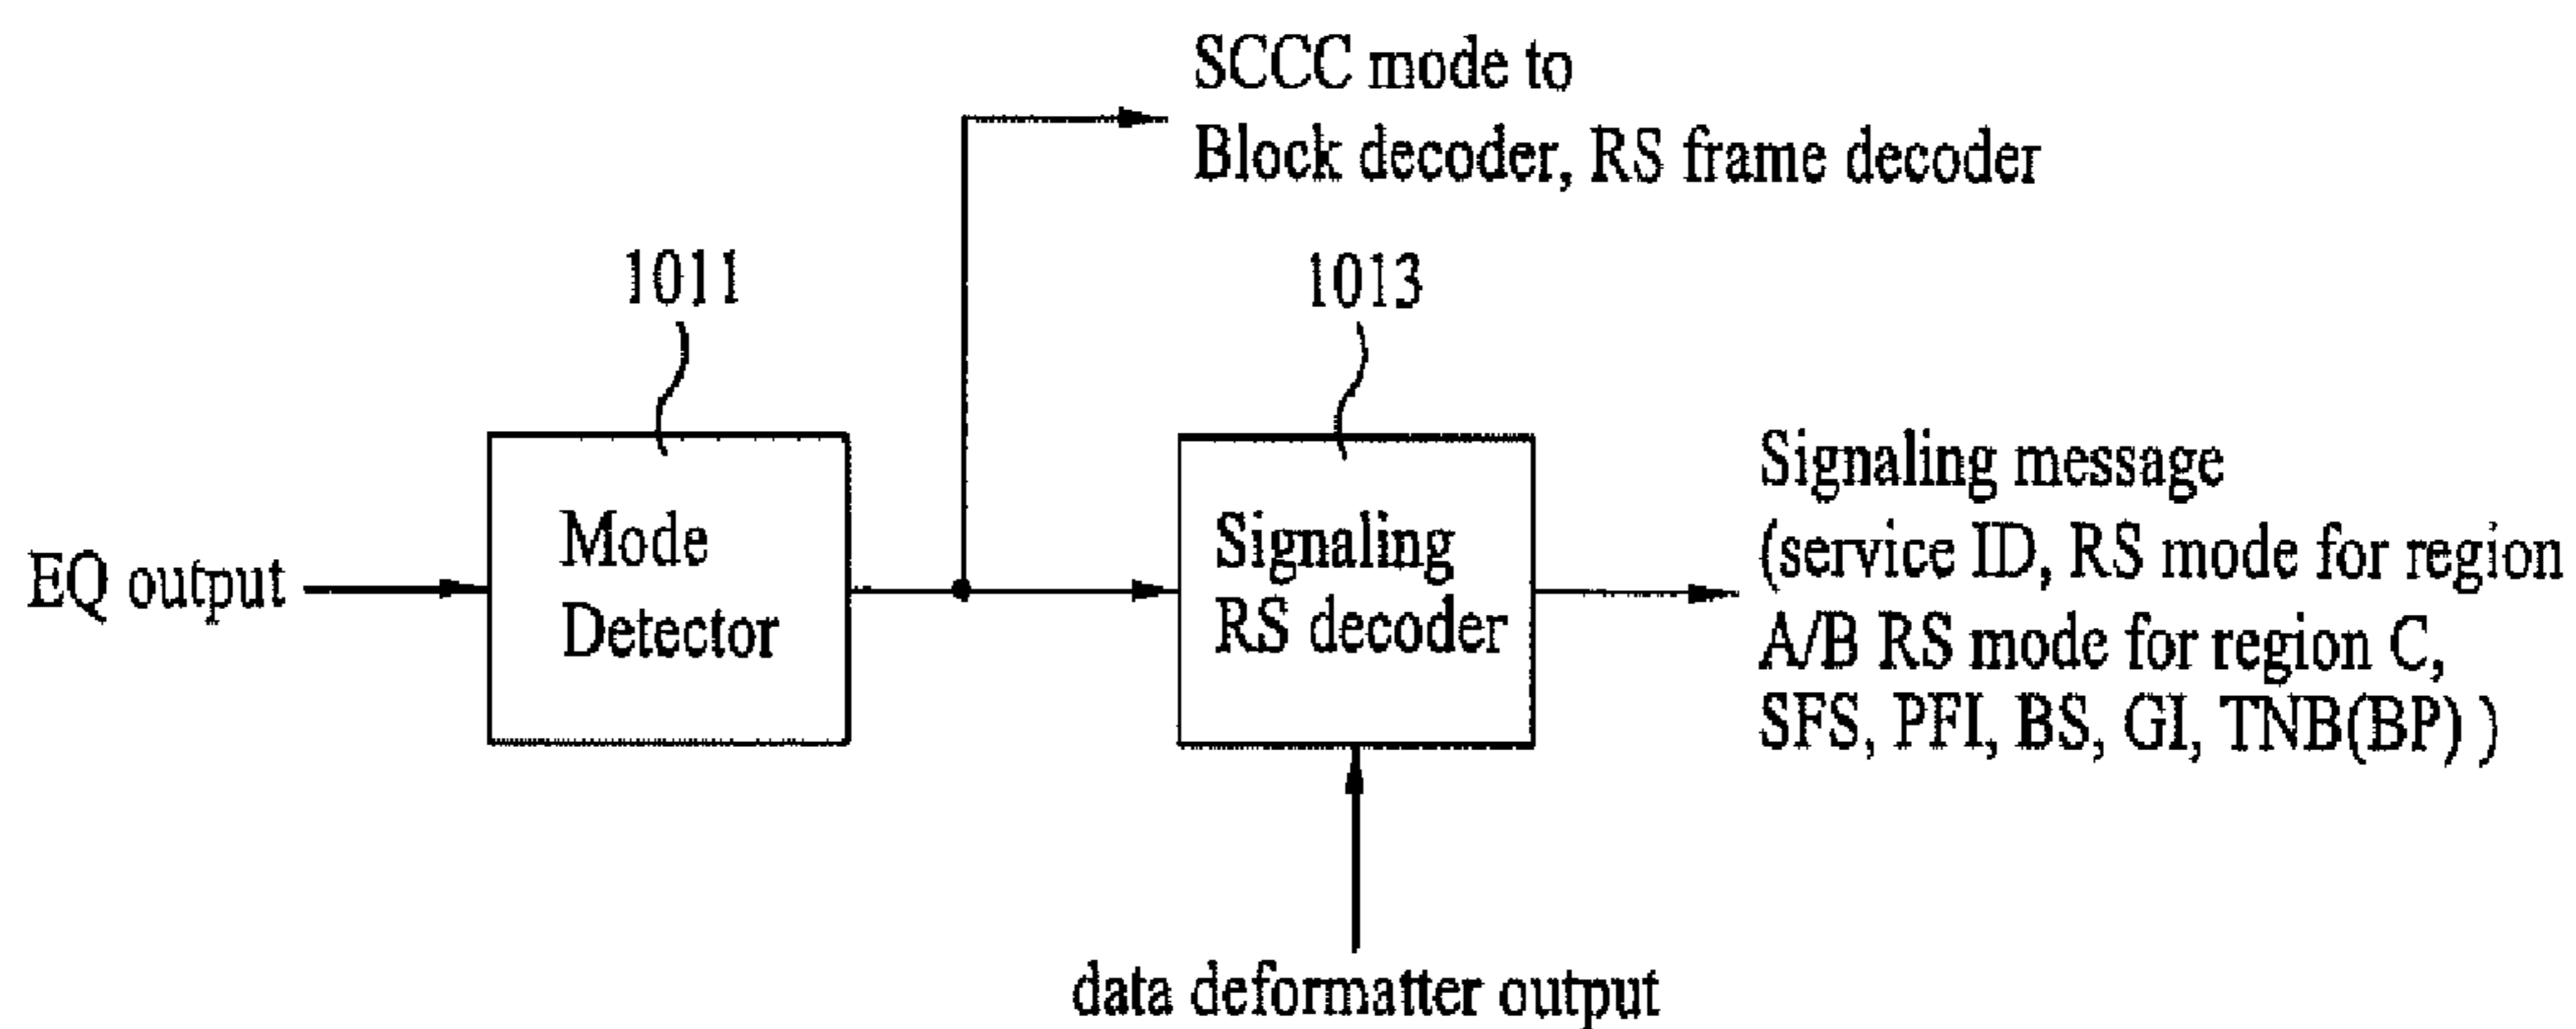 SCCC mode to
Block decoder, RS frame decoder
1011
1013
EQ output
Mode
Detector
Signaling
RS decoder
Signaling message
(service ID, RS mode for region
A/B RS mode for region C,
SFS, PFI, BS, GI, TNB(BP) )
data deformatter output